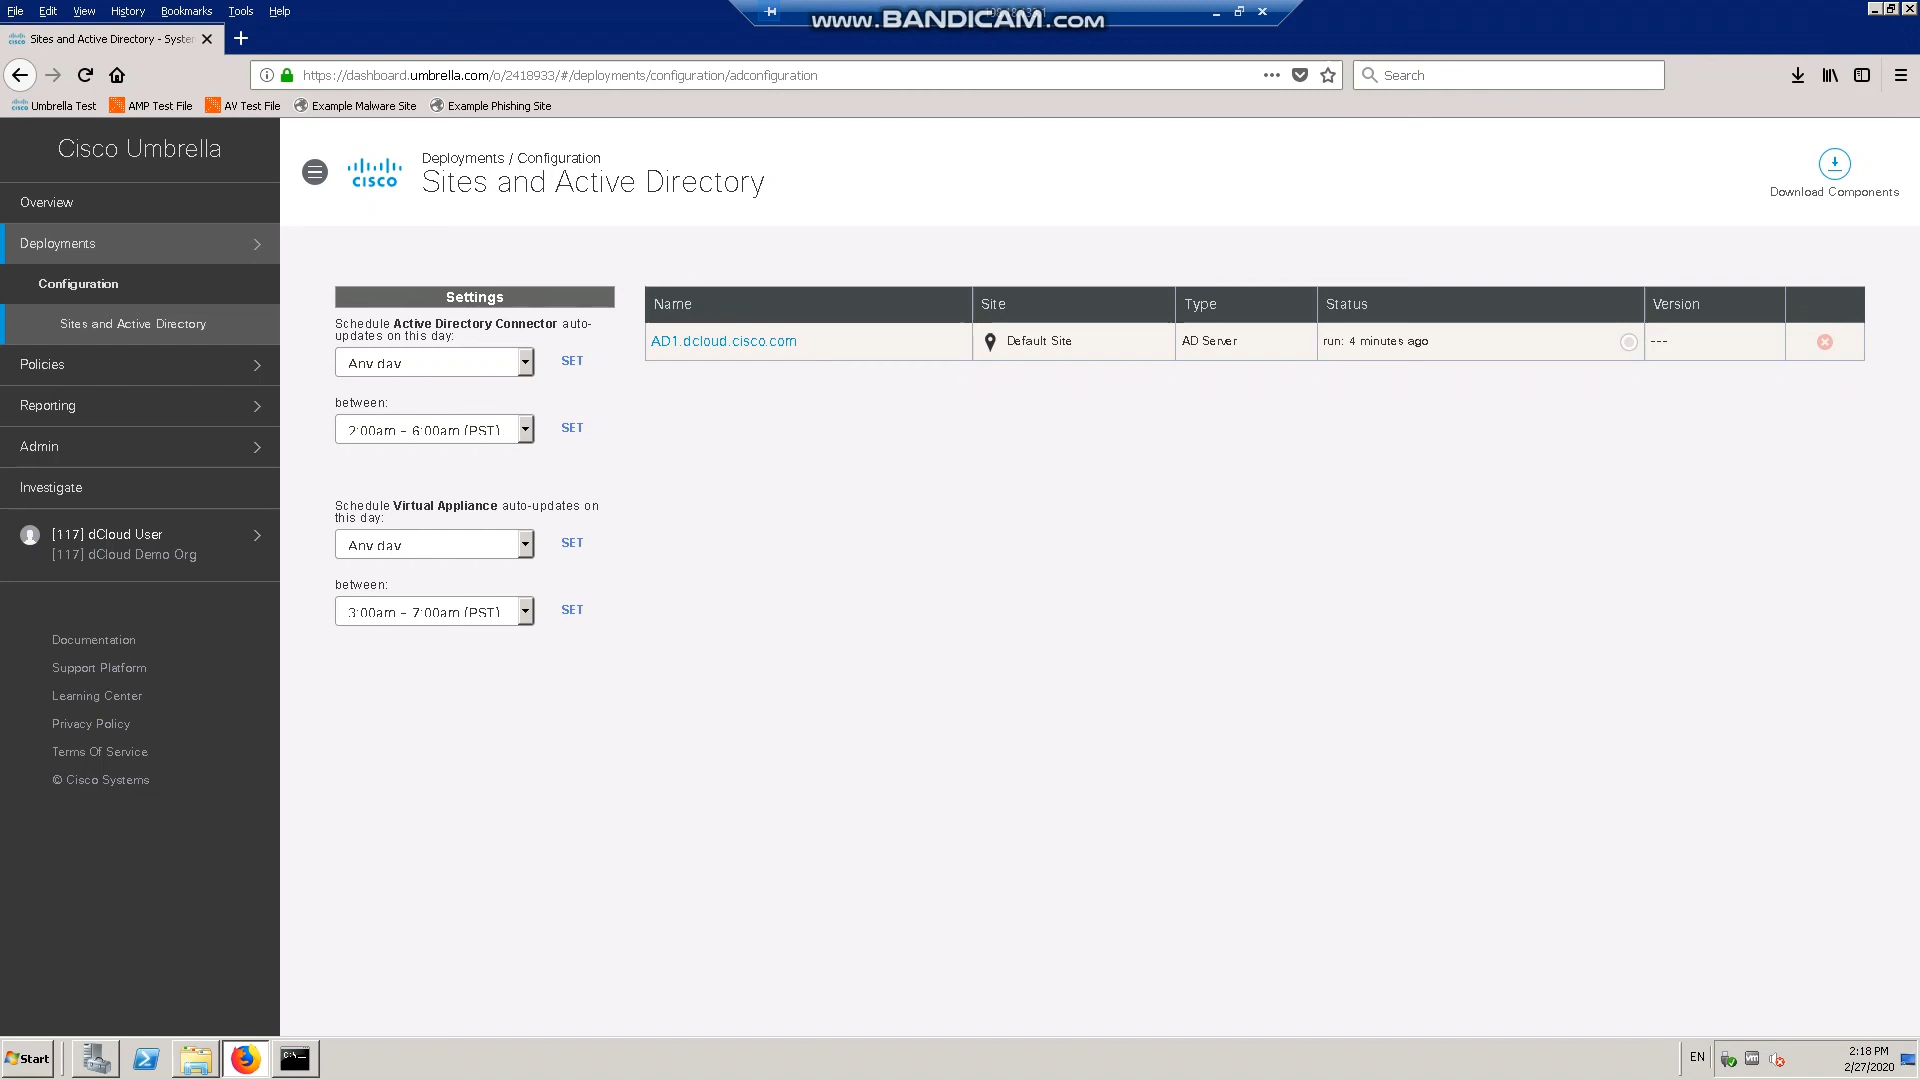 File Edit View History Bookmarks Tools Help
www.BANDICAM.com
Sites and Active Directory - System
https://dashboard.umbrella.com/o/2418933/#/deployments/configuration/adconfiguration
Search
Umbrella Test AMP Test File AV Test File Example Malware Site Example Phishing Site
Cisco Umbrella
Overview
Deployments
Configuration
Sites and Active Directory
Policies
Reporting
Admin
Investigate
[117] dCloud User
[117] dCloud Demo Org
Documentation
Support Platform
Learning Center
Privacy Policy
Terms Of Service
© Cisco Systems
CISCO
Deployments / Configuration
Sites and Active Directory
Download Components
Settings
Schedule Active Directory Connector auto-
updates on this day:
Any day SET
between:
2:00am - 6:00am (PST) SET
Schedule Virtual Appliance auto-updates on
this day:
Any day SET
between:
3:00am - 7:00am (PST) SET
Name Site Type Status Version
AD1.dcloud.cisco.com Default Site AD Server run: 4 minutes ago ---
Start
EN
2:18 PM
2/27/2020